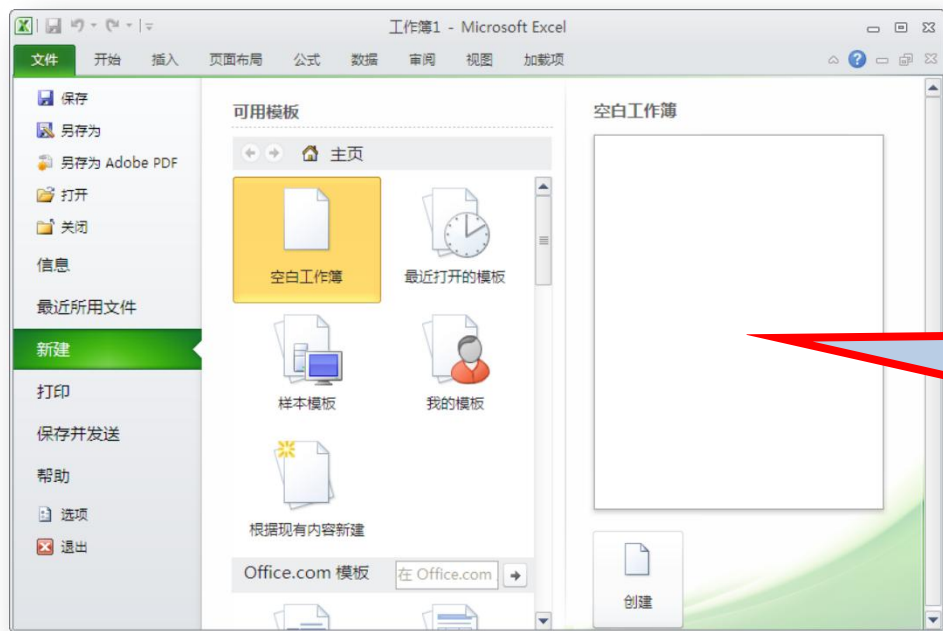 工作簿1 - Microsoft Excel
文件 开始 插入 页面布局 公式 数据 审阅 视图 加载项
保存
另存为
另存为 Adobe PDF
打开
关闭
信息
最近所用文件
新建
打印
保存并发送
帮助
选项
退出
可用模板
主页
空白工作簿 最近打开的模板
样本模板 我的模板
根据现有内容新建
Office.com 模板 在 Office.com
空白工作簿
创建